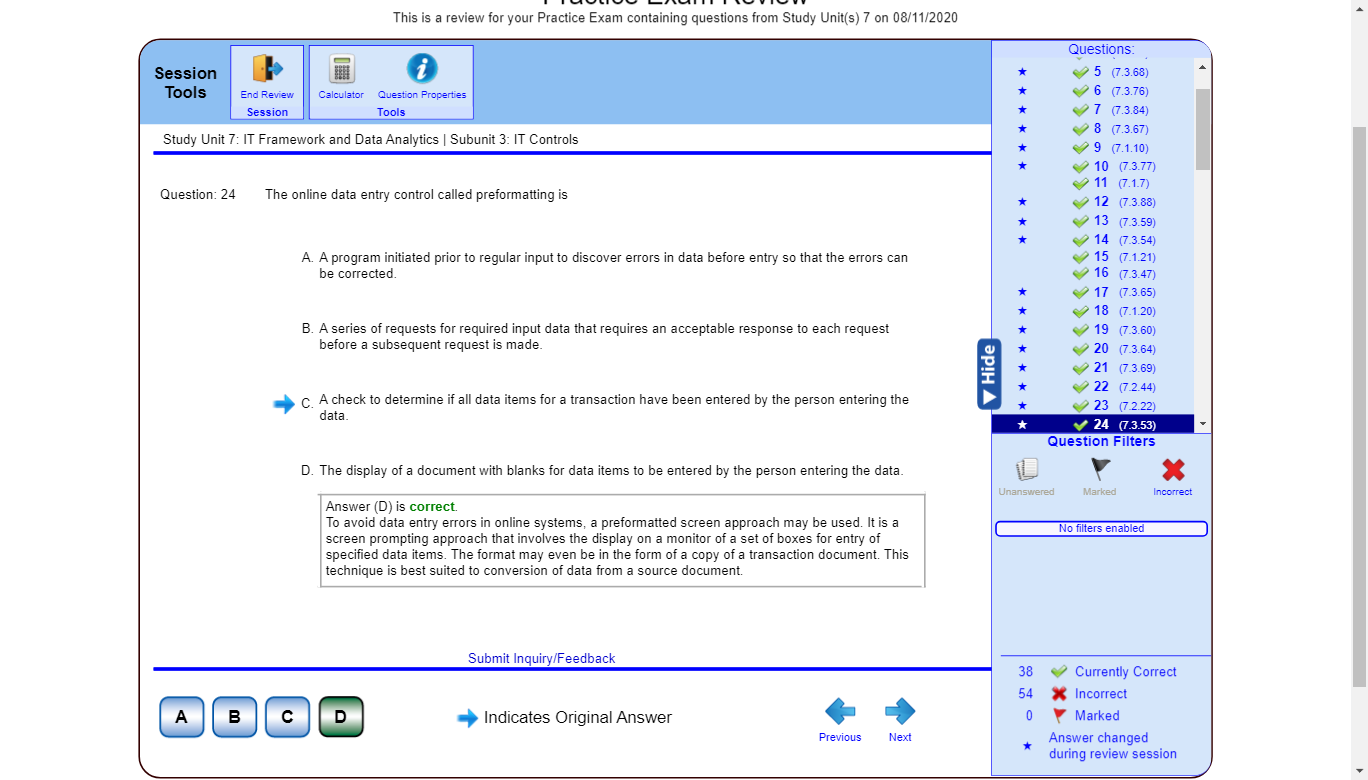 Practice Exam Review
This is a review for your Practice Exam containing questions from Study Unit(s) 7 on 08/11/2020
Session
Tools
End Review
Session
Calculator
Question Properties
Tools
Study Unit 7: IT Framework and Data Analytics | Subunit 3: IT Controls
Question: 24
The online data entry control called preformatting is
A. A program initiated prior to regular input to discover errors in data before entry so that the errors can
be corrected.
B. A series of requests for required input data that requires an acceptable response to each request
before a subsequent request is made.
C. A check to determine if all data items for a transaction have been entered by the person entering the
data.
D. The display of a document with blanks for data items to be entered by the person entering the data.
Answer (D) is correct.
To avoid data entry errors in online systems, a preformatted screen approach may be used. It is a
screen prompting approach that involves the display on a monitor of a set of boxes for entry of
specified data items. The format may even be in the form of a copy of a transaction document. This
technique is best suited to conversion of data from a source document.
Submit Inquiry/Feedback
A B C D
Indicates Original Answer
Previous
Next
Hide
Questions:
5 (7.3.68)
6 (7.3.76)
7 (7.3.84)
8 (7.3.67)
9 (7.1.10)
10 (7.3.77)
11 (7.1.7)
12 (7.3.88)
13 (7.3.59)
14 (7.3.54)
15 (7.1.21)
16 (7.3.47)
17 (7.3.65)
18 (7.1.20)
19 (7.3.60)
20 (7.3.64)
21 (7.3.69)
22 (7.2.44)
23 (7.2.22)
24 (7.3.53)
Question Filters
Unanswered
Marked
Incorrect
No filters enabled
38 Currently Correct
54 Incorrect
0 Marked
Answer changed
during review session